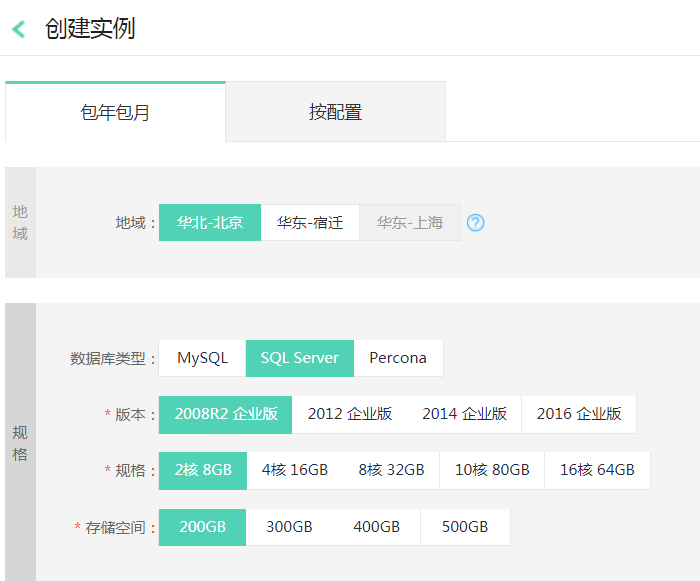 创建实例
包年包月 按配置
地域
地域： 华北-北京 华东-宿迁 华东-上海 ?
规格
数据库类型： MySQL SQL Server Percona
* 版本： 2008R2 企业版 2012 企业版 2014 企业版 2016 企业版
* 规格： 2核 8GB 4核 16GB 8核 32GB 10核 80GB 16核 64GB
* 存储空间： 200GB 300GB 400GB 500GB